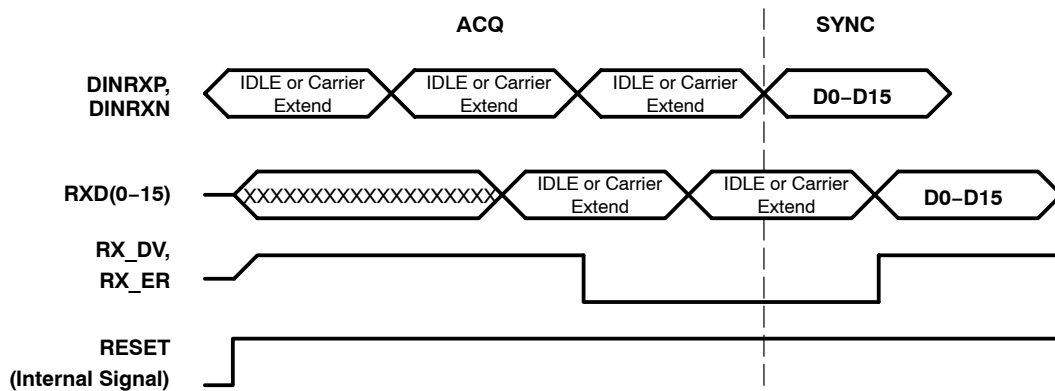 ACQ SYNC
DINRXP,
DINRXN
IDLE or Carrier
Extend
IDLE or Carrier
Extend
IDLE or Carrier
Extend
D0–D15
RXD(0–15)
XXXXXXXXXXXXXXXXXXX
IDLE or Carrier
Extend
IDLE or Carrier
Extend
D0–D15
RX_DV,
RX_ER
RESET
(Internal Signal)